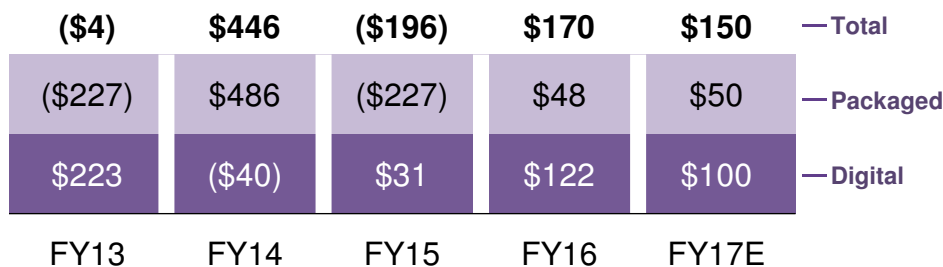 ($4) $446 ($196) $170 $150 Total
($227) $486 ($227) $48 $50 Packaged
$223 ($40) $31 $122 $100 Digital
FY13 FY14 FY15 FY16 FY17E